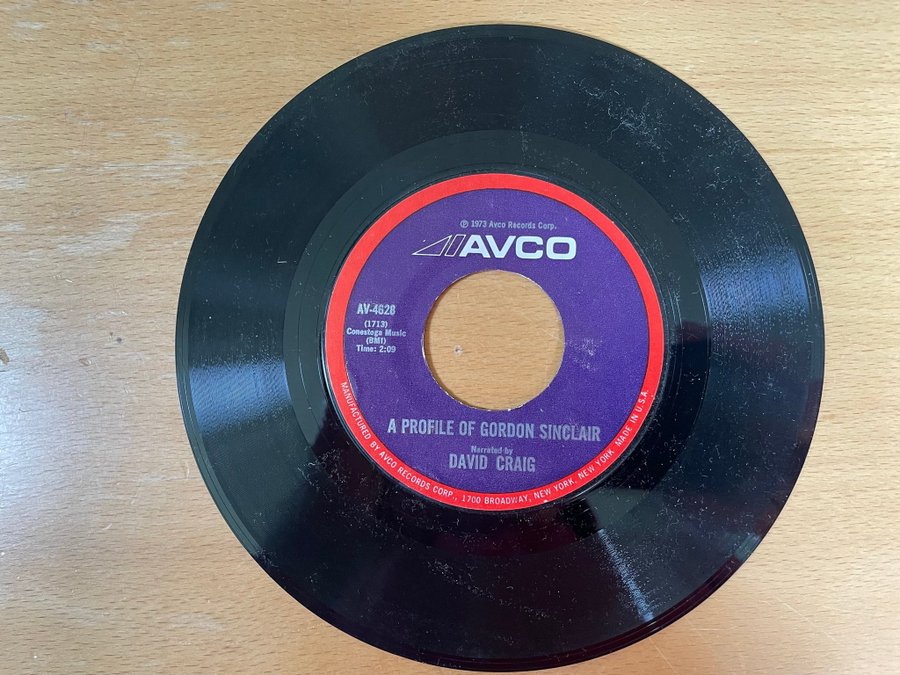 ℗ 1973 Avco Records Corp.
AVCO
AV-4628
(1713)
Conestoga Music
(BMI)
Time: 2:09
A PROFILE OF GORDON SINCLAIR
Narrated by
DAVID CRAIG
MANUFACTURED BY AVCO RECORDS CORP., 1700 BROADWAY, NEW YORK, NEW YORK MADE IN U.S.A.